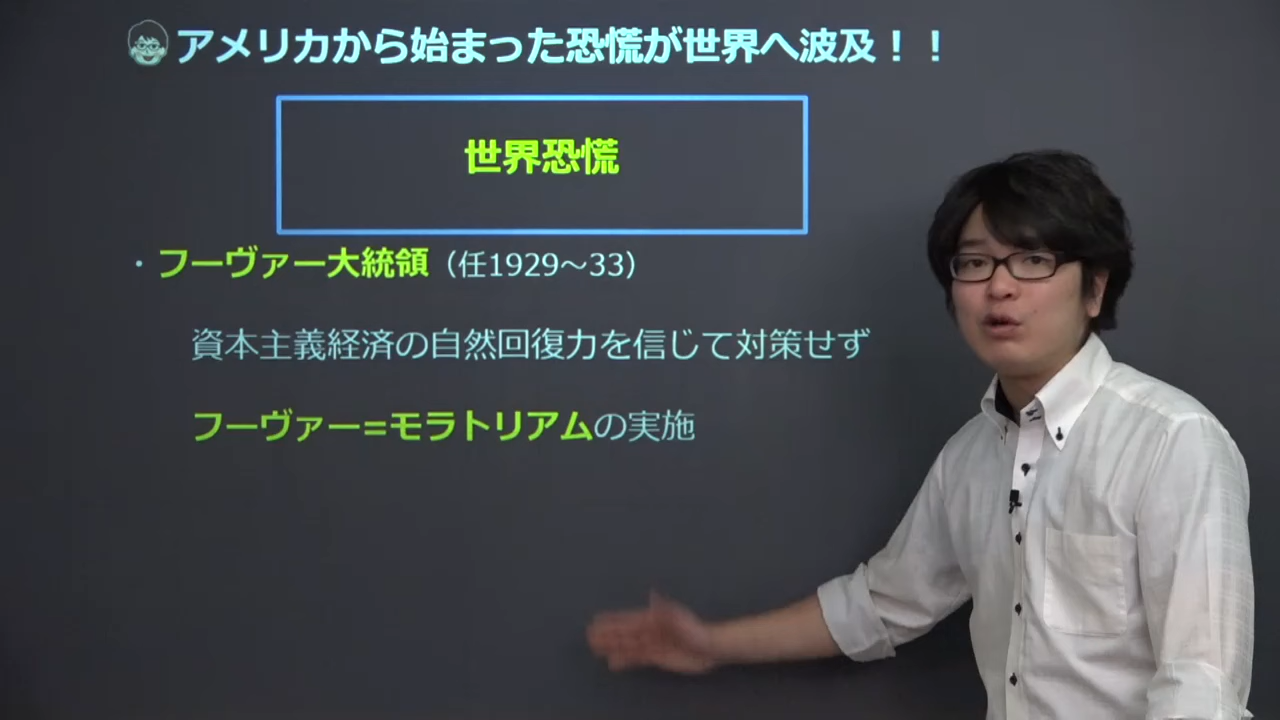 アメリカから始まった恐慌が世界へ波及！！
世界恐慌
・フーヴァー大統領（任1929～33）
資本主義経済の自然回復力を信じて対策せず
フーヴァー=モラトリアムの実施